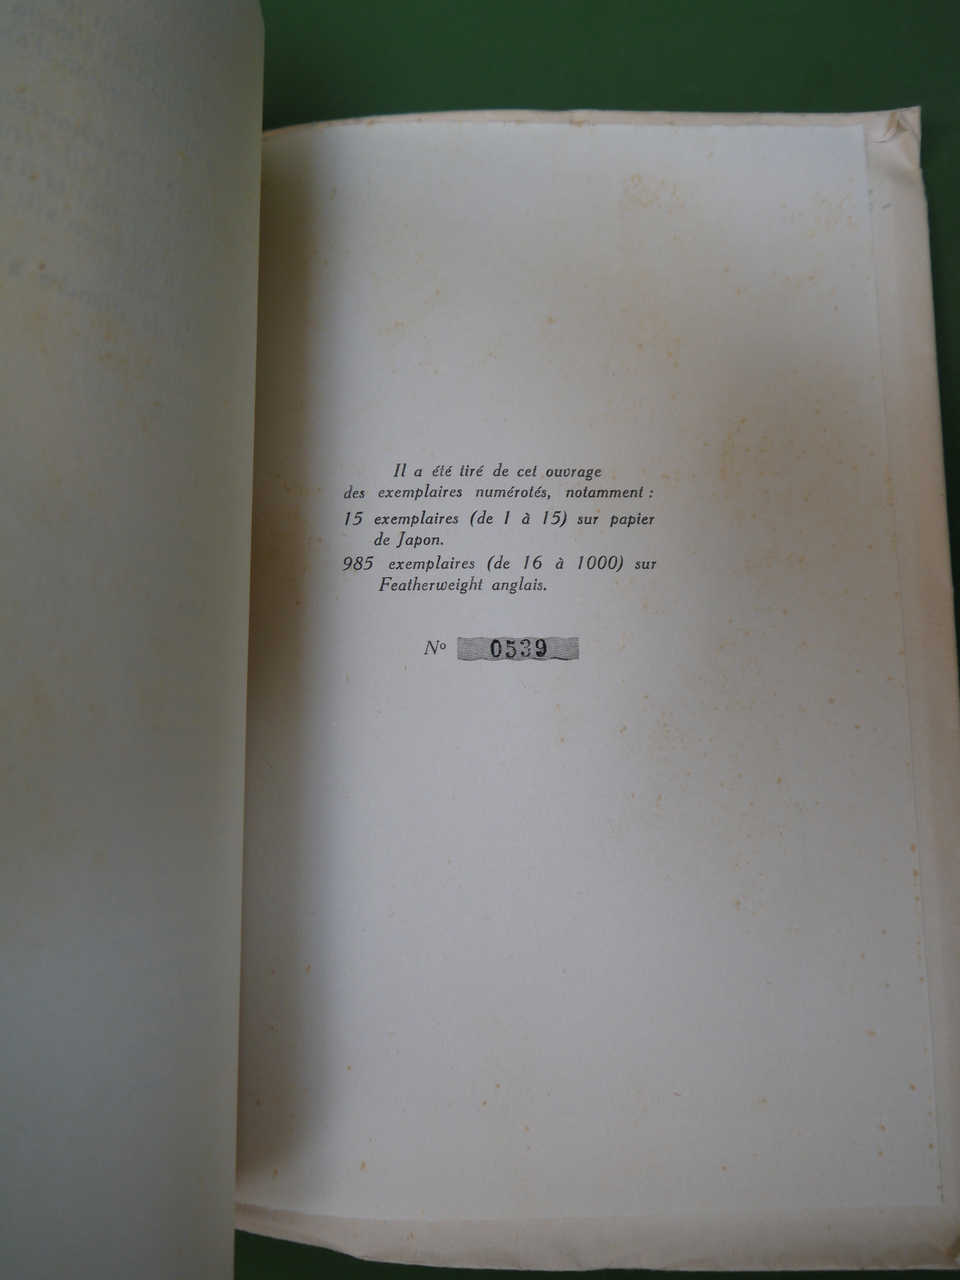 Il a été tiré de cet ouvrage
des exemplaires numérotés, notamment :
15 exemplaires (de 1 à 15) sur papier
de Japon.
985 exemplaires (de 16 à 1000) sur
Featherweight anglais.
Nº 0539